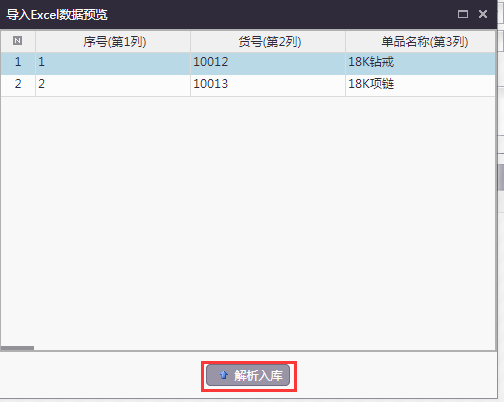 导入Excel数据预览
N 序号(第1列) 货号(第2列) 单品名称(第3列)
1 1 10012 18K钻戒
2 2 10013 18K项链
解析入库